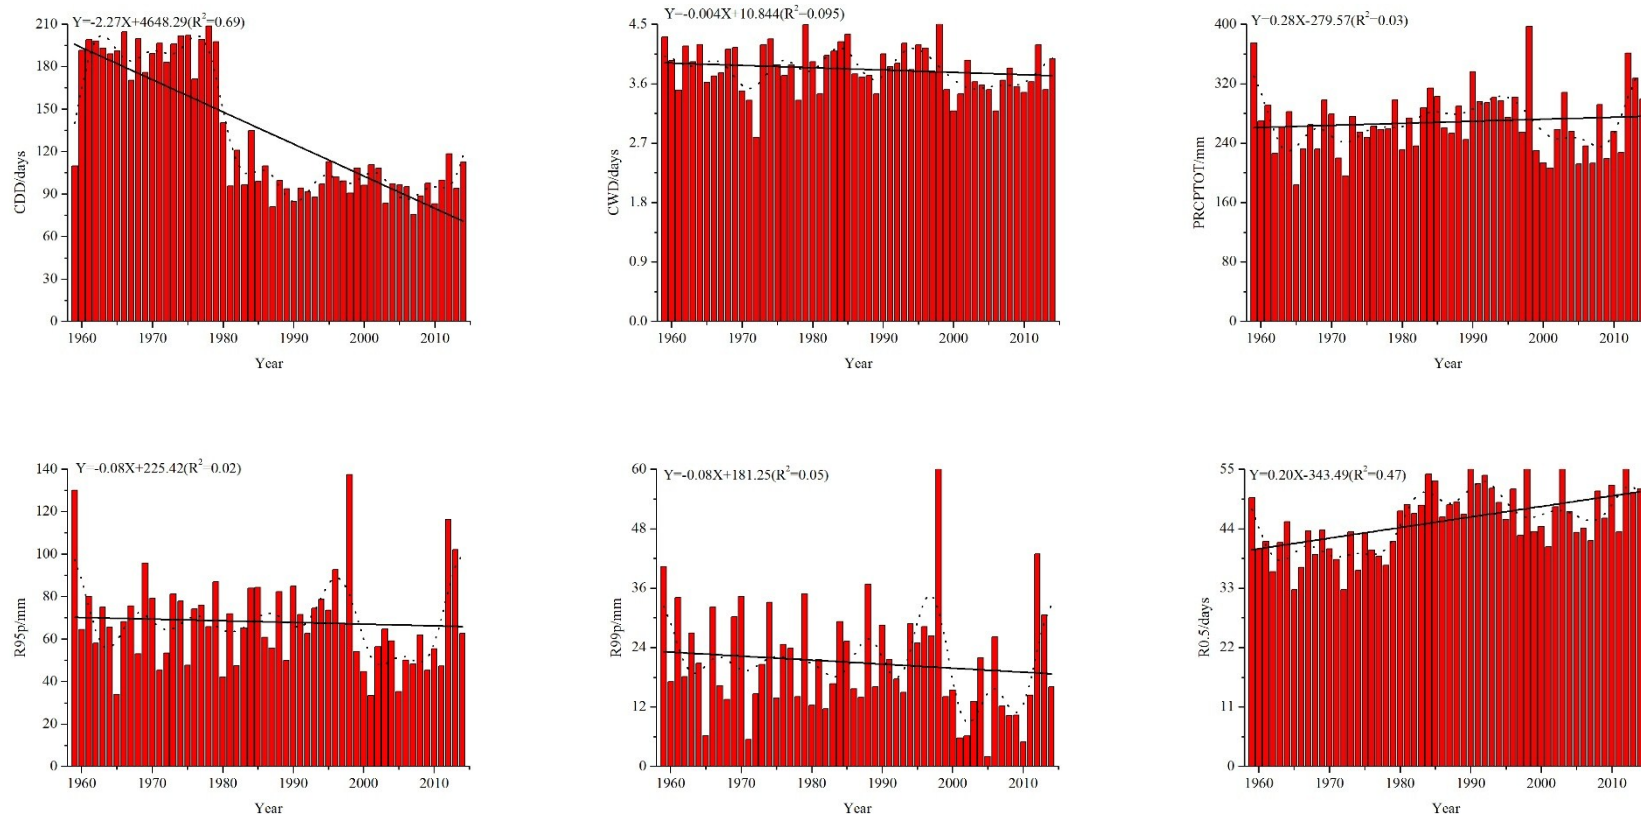 Y=-2.27X+4648.29(R²=0.69)
210
180
150
120
90
60
30
0
CDD/days
1960 1970 1980 1990 2000 2010
Year
Y=-0.004X+10.844(R²=0.095)
4.5
3.6
2.7
1.8
0.9
0.0
CWD/days
1960 1970 1980 1990 2000 2010
Year
Y=0.28X-279.57(R²=0.03)
400
320
240
160
80
0
PRCPTOT/mm
1960 1970 1980 1990 2000 2010
Year
Y=-0.08X+225.42(R²=0.02)
140
120
100
80
60
40
20
0
R95p/mm
1960 1970 1980 1990 2000 2010
Year
Y=-0.08X+181.25(R²=0.05)
60
48
36
24
12
0
R99p/mm
1960 1970 1980 1990 2000 2010
Year
Y=0.20X-343.49(R²=0.47)
55
44
33
22
11
0
R0.5/days
1960 1970 1980 1990 2000 2010
Year